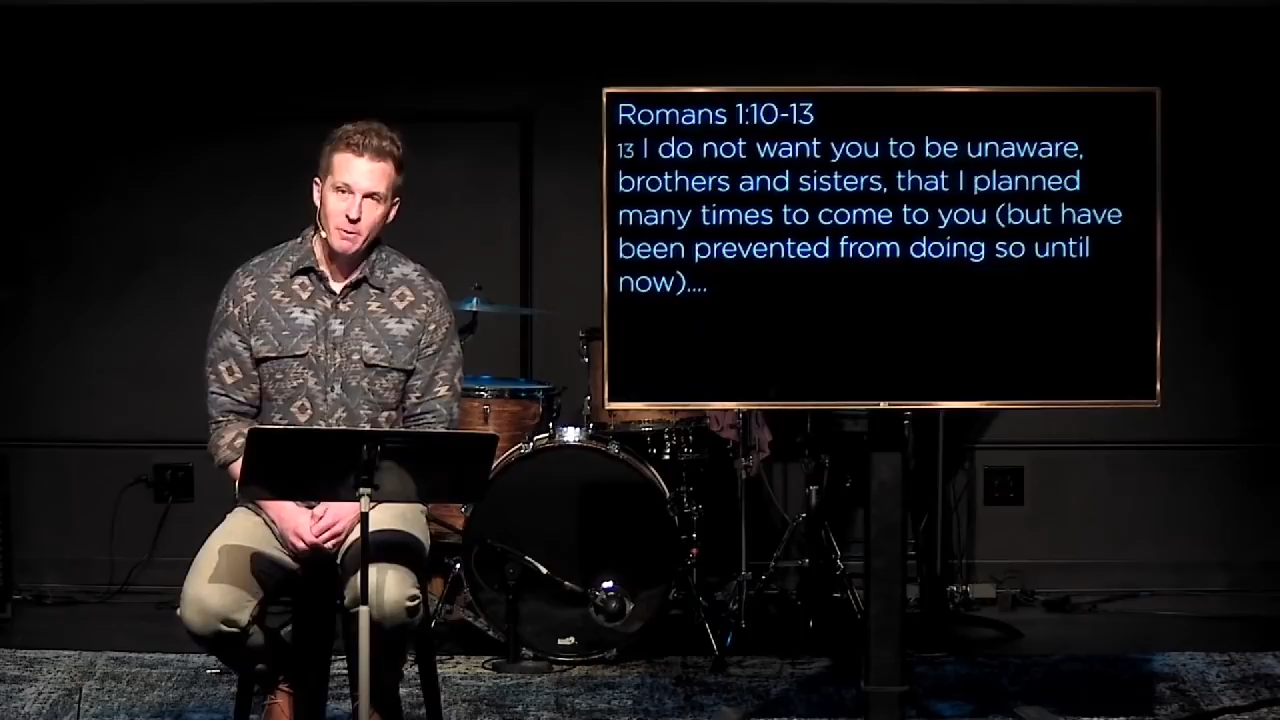 Romans 1:10-13
13 I do not want you to be unaware,
brothers and sisters, that I planned
many times to come to you (but have
been prevented from doing so until
now)....